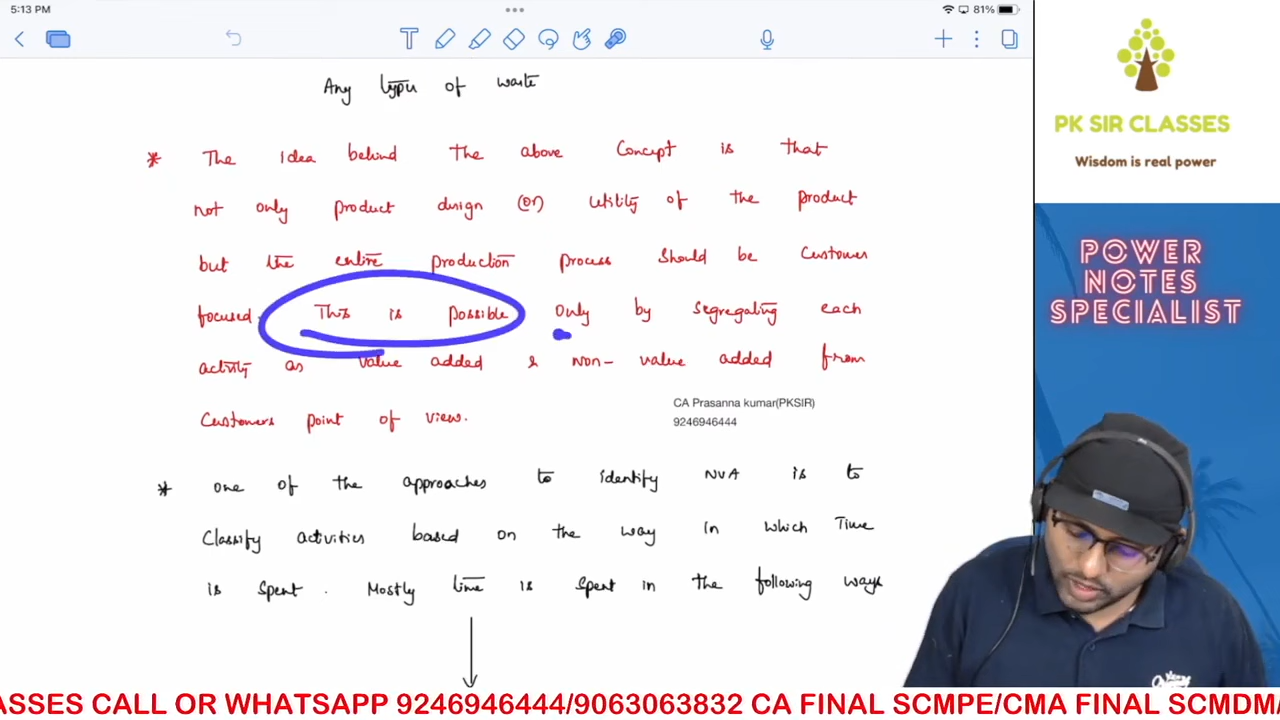 5:13 PM
81%
Any types of waste
* The Idea behind the above Concept is that
not only product design (or) utility of the product
but the entire production process should be Customer
focused. This is possible only by segregating each
activity as value added & non-value added from
Customers point of view.
CA Prasanna kumar(PKSIR)
9246946444
* one of the approaches to identify NVA is to
Classify activities based on the way in which Time
is spent. Mostly time is spent in the following ways
PK SIR CLASSES
Wisdom is real power
POWER
NOTES
SPECIALIST
ASSES CALL OR WHATSAPP 9246946444/9063063832 CA FINAL SCMPE/CMA FINAL SCMDMA